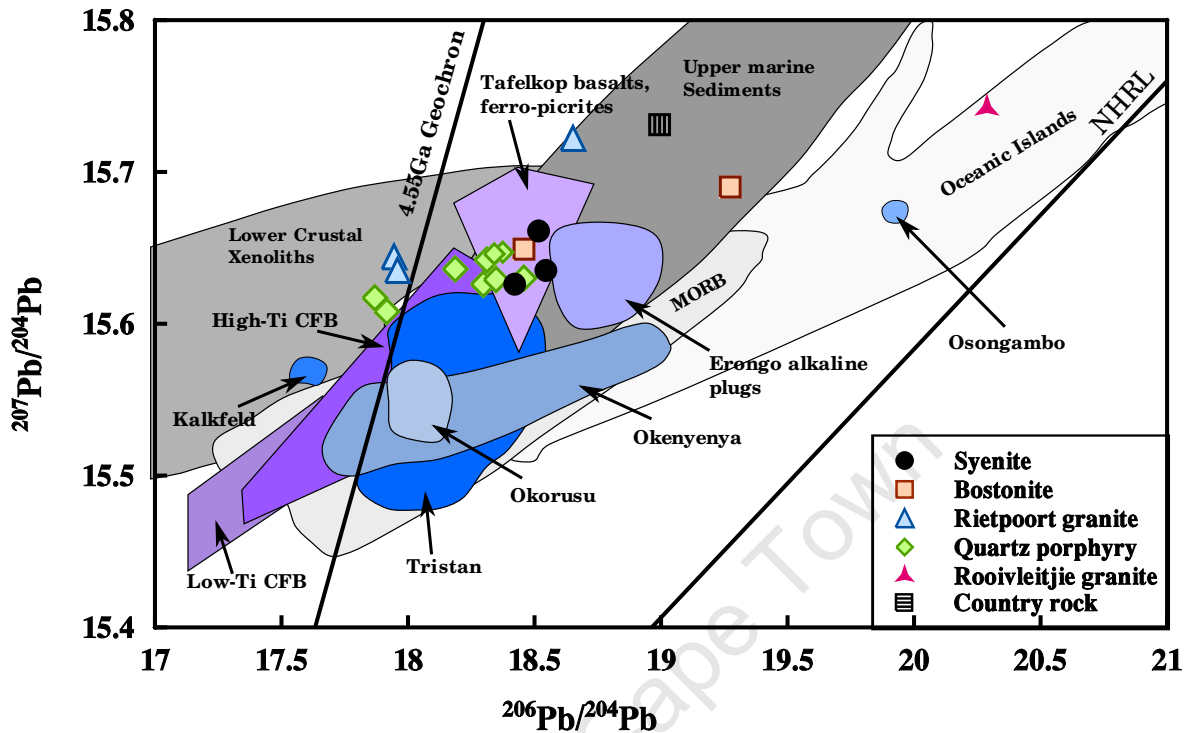 15.8
15.7
15.6
15.5
15.4
207Pb/204Pb
17
17.5
18
18.5
19
19.5
20
20.5
21
206Pb/204Pb
4.55Ga Geochron
Tafelkop basalts,
ferro-picrites
Upper marine
Sediments
NHRL
Oceanic Islands
Lower Crustal
Xenoliths
High-Ti CFB
MORB
Osongambo
Erongo alkaline
plugs
Kalkfeld
Okenyenya
Okorusu
Tristan
Low-Ti CFB
Syenite
Bostonite
Rietpoort granite
Quartz porphyry
Rooivleitjie granite
Country rock
Cape Town